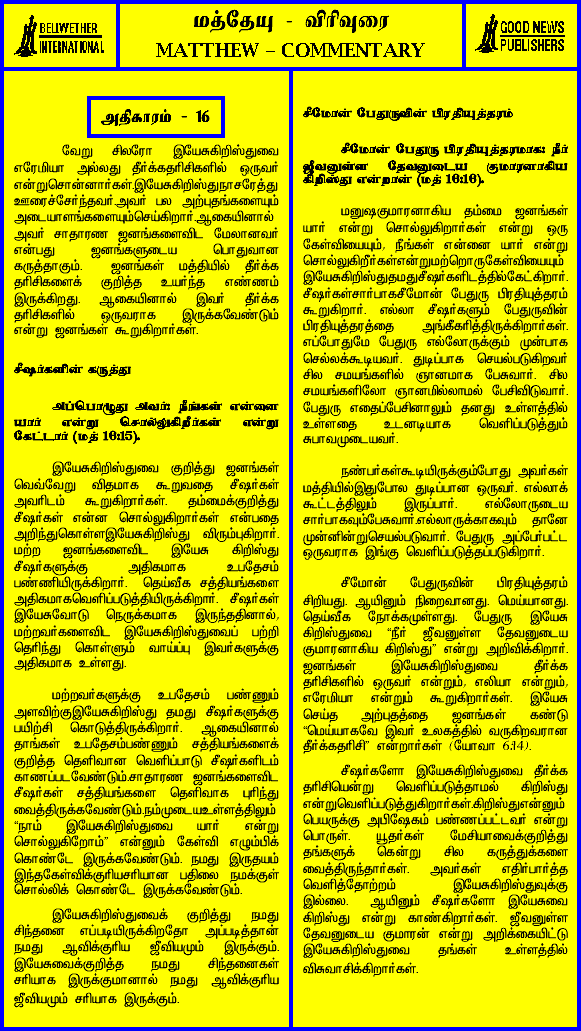 BELLWETHER
INTERNATIONAL
மத்தேயு - விரிவுரை
MATTHEW – COMMENTARY
GOOD NEWS
PUBLISHERS
அதிகாரம் - 16
வேறு சிலரோ இயேசுகிறிஸ்துவை
எரேமியா அல்லது தீர்க்கதரிசிகளில் ஒருவர்
என்றுசொன்னார்கள்.இயேசுகிறிஸ்துநாசரேத்து
ஊரைச்சேர்ந்தவர்.அவர் பல அற்புதங்களையும்
அடையாளங்களையும்செய்கிறார்.ஆகையினால்
அவர் சாதாரண ஜனங்களைவிட மேலானவர்
என்பது ஜனங்களுடைய பொதுவான
கருத்தாகும். ஜனங்கள் மத்தியில் தீர்க்க
தரிசிகளைக் குறித்த உயர்ந்த எண்ணம்
இருக்கிறது. ஆகையினால் இவர் தீர்க்க
தரிசிகளில் ஒருவராக இருக்கவேண்டும்
என்று ஜனங்கள் கூறுகிறார்கள்.
சீஷர்களின் கருத்து
அப்பொழுது அவர்: நீங்கள் என்னை
யார் என்று சொல்லுகிறீர்கள் என்று
கேட்டார் (மத் 16:15).
இயேசுகிறிஸ்துவை குறித்து ஜனங்கள்
வெவ்வேறு விதமாக கூறுவதை சீஷர்கள்
அவரிடம் கூறுகிறார்கள். தம்மைக்குறித்து
சீஷர்கள் என்ன சொல்லுகிறார்கள் என்பதை
அறிந்துகொள்ளஇயேசுகிறிஸ்து விரும்புகிறார்.
மற்ற ஜனங்களைவிட இயேசு கிறிஸ்து
சீஷர்களுக்கு அதிகமாக உபதேசம்
பண்ணியிருக்கிறார். தெய்வீக சத்தியங்களை
அதிகமாகவெளிப்படுத்தியிருக்கிறார். சீஷர்கள்
இயேசுவோடு நெருக்கமாக இருந்ததினால்,
மற்றவர்களைவிட இயேசுகிறிஸ்துவைப் பற்றி
தெரிந்து கொள்ளும் வாய்ப்பு இவர்களுக்கு
அதிகமாக உள்ளது.
மற்றவர்களுக்கு உபதேசம் பண்ணும்
அளவிற்குஇயேசுகிறிஸ்து தமது சீஷர்களுக்கு
பயிற்சி கொடுத்திருக்கிறார். ஆகையினால்
தாங்கள் உபதேசம்பண்ணும் சத்தியங்களைக்
குறித்த தெளிவான வெளிப்பாடு சீஷர்களிடம்
காணப்படவேண்டும்.சாதாரண ஜனங்களைவிட
சீஷர்கள் சத்தியங்களை தெளிவாக புரிந்து
வைத்திருக்கவேண்டும்.நம்முடையஉள்ளத்திலும்
“நாம் இயேசுகிறிஸ்துவை யார் என்று
சொல்லுகிறோம்” என்னும் கேள்வி எழும்பிக்
கொண்டே இருக்கவேண்டும். நமது இருதயம்
இந்தகேள்விக்குரியசரியான பதிலை நமக்குள்
சொல்லிக் கொண்டே இருக்கவேண்டும்.
இயேசுகிறிஸ்துவைக் குறித்து நமது
சிந்தனை எப்படியிருக்கிறதோ அப்படித்தான்
நமது ஆவிக்குரிய ஜீவியமும் இருக்கும்.
இயேசுவைக்குறித்த நமது சிந்தனைகள்
சரியாக இருக்குமானால் நமது ஆவிக்குரிய
ஜீவியமும் சரியாக இருக்கும்.
சீமோன் பேதுருவின் பிரதியுத்தரம்
சீமோன் பேதுரு பிரதியுத்தரமாக: நீர்
ஜீவனுள்ள தேவனுடைய குமாரனாகிய
கிறிஸ்து என்றான் (மத் 16:16).
மனுஷகுமாரனாகிய தம்மை ஜனங்கள்
யார் என்று சொல்லுகிறார்கள் என்று ஒரு
கேள்வியையும், நீங்கள் என்னை யார் என்று
சொல்லுகிறீர்கள்என்றுமற்றொருகேள்வியையும்
இயேசுகிறிஸ்துதமதுசீஷர்களிடத்தில்கேட்கிறார்.
சீஷர்கள்சார்பாகசீமோன் பேதுரு பிரதியுத்தரம்
கூறுகிறார். எல்லா சீஷர்களும் பேதுருவின்
பிரதியுத்தரத்தை அங்கீகரித்திருக்கிறார்கள்.
எப்போதுமே பேதுரு எல்லோருக்கும் முன்பாக
செல்லக்கூடியவர். துடிப்பாக செயல்படுகிறவர்
சில சமயங்களில் ஞானமாக பேசுவார். சில
சமயங்களிலோ ஞானமில்லாமல் பேசிவிடுவார்.
பேதுரு எதைப்பேசினாலும் தனது உள்ளத்தில்
உள்ளதை உடனடியாக வெளிப்படுத்தும்
சுபாவமுடையவர்.
நண்பர்கள்கூடியிருக்கும்போது அவர்கள்
மத்தியில்இதுபோல துடிப்பான ஒருவர். எல்லாக்
கூட்டத்திலும் இருப்பார். எல்லோருடைய
சார்பாகவும்பேசுவார்.எல்லாருக்காகவும் தானே
முன்னின்றுசெயல்படுவார். பேதுரு அப்பேர்பட்ட
ஒருவராக இங்கு வெளிப்படுத்தப்படுகிறார்.
சீமோன் பேதுருவின் பிரதியுத்தரம்
சிறியது. ஆயினும் நிறைவானது. மெய்யானது.
தெய்வீக நோக்கமுள்ளது. பேதுரு இயேசு
கிறிஸ்துவை “நீர் ஜீவனுள்ள தேவனுடைய
குமாரனாகிய கிறிஸ்து” என்று அறிவிக்கிறார்.
ஜனங்கள் இயேசுகிறிஸ்துவை தீர்க்க
தரிசிகளில் ஒருவர் என்றும், எலியா என்றும்,
எரேமியா என்றும் கூறுகிறார்கள். இயேசு
செய்த அற்புதத்தை ஜனங்கள் கண்டு
“மெய்யாகவே இவர் உலகத்தில் வருகிறவரான
தீர்க்கதரிசி” என்றார்கள் (யோவா 6:14).
சீஷர்களோ இயேசுகிறிஸ்துவை தீர்க்க
தரிசியென்று வெளிப்படுத்தாமல் கிறிஸ்து
என்றுவெளிப்படுத்துகிறார்கள்.கிறிஸ்துஎன்னும்
பெயருக்கு அபிஷேகம் பண்ணப்பட்டவர் என்று
பொருள். யூதர்கள் மேசியாவைக்குறித்து
தங்களுக் கென்று சில கருத்துக்களை
வைத்திருந்தார்கள். அவர்கள் எதிர்பார்த்த
வெளித்தோற்றம் இயேசுகிறிஸ்துவுக்கு
இல்லை. ஆயினும் சீஷர்களோ இயேசுவை
கிறிஸ்து என்று காண்கிறார்கள். ஜீவனுள்ள
தேவனுடைய குமாரன் என்று அறிக்கையிட்டு
இயேசுகிறிஸ்துவை தங்கள் உள்ளத்தில்
விசுவாசிக்கிறார்கள்.